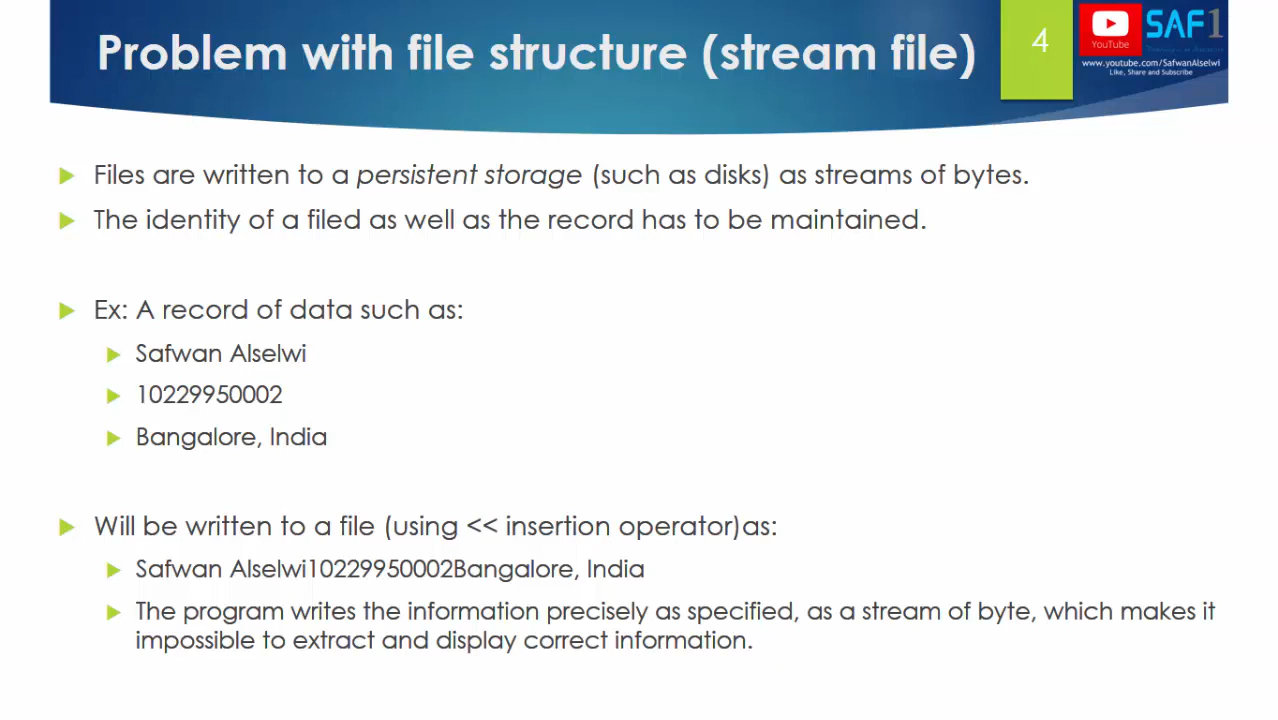 Problem with file structure (stream file)
4
YouTube
SAF1
www.youtube.com/SafwanAlselwi
Like, Share and Subscribe
Files are written to a persistent storage (such as disks) as streams of bytes.
The identity of a filed as well as the record has to be maintained.
Ex: A record of data such as:
Safwan Alselwi
10229950002
Bangalore, India
Will be written to a file (using << insertion operator)as:
Safwan Alselwi10229950002Bangalore, India
The program writes the information precisely as specified, as a stream of byte, which makes it
impossible to extract and display correct information.